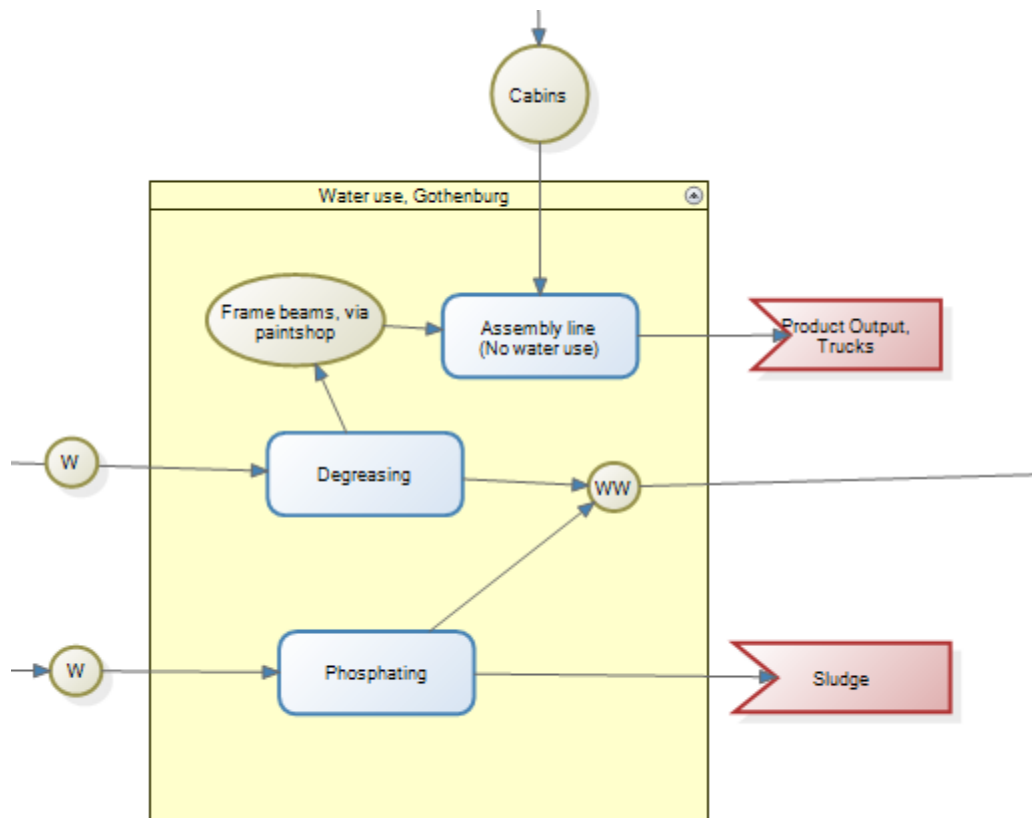 Cabins
Water use, Gothenburg
Frame beams, via
paintshop
Assembly line
(No water use)
Product Output,
Trucks
W
Degreasing
WW
W
Phosphating
Sludge